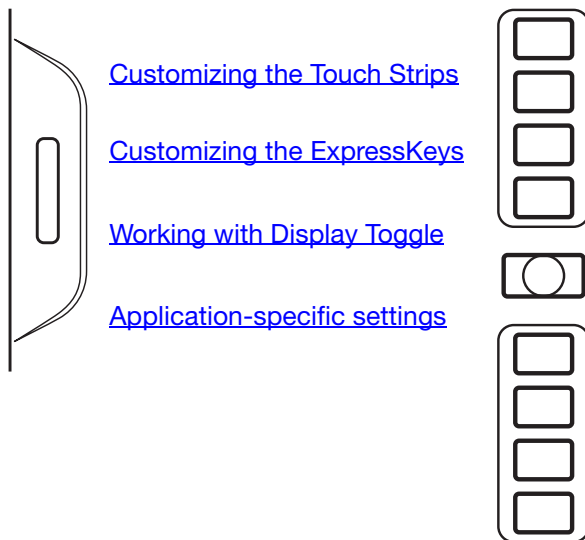 Customizing the Touch Strips
Customizing the ExpressKeys
Working with Display Toggle
Application-specific settings